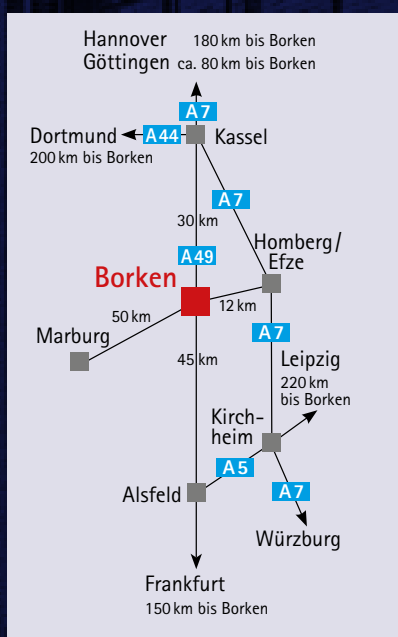 Hannover 180 km bis Borken
Göttingen ca. 80 km bis Borken
A7
Dortmund A44 Kassel
200 km bis Borken
A7
30 km
Homberg/
Efze
A49
Borken
12 km
50 km
Marburg
A7
45 km
Leipzig
220 km
bis Borken
Kirch-
heim
A5
Alsfeld
A7
Würzburg
Frankfurt
150 km bis Borken